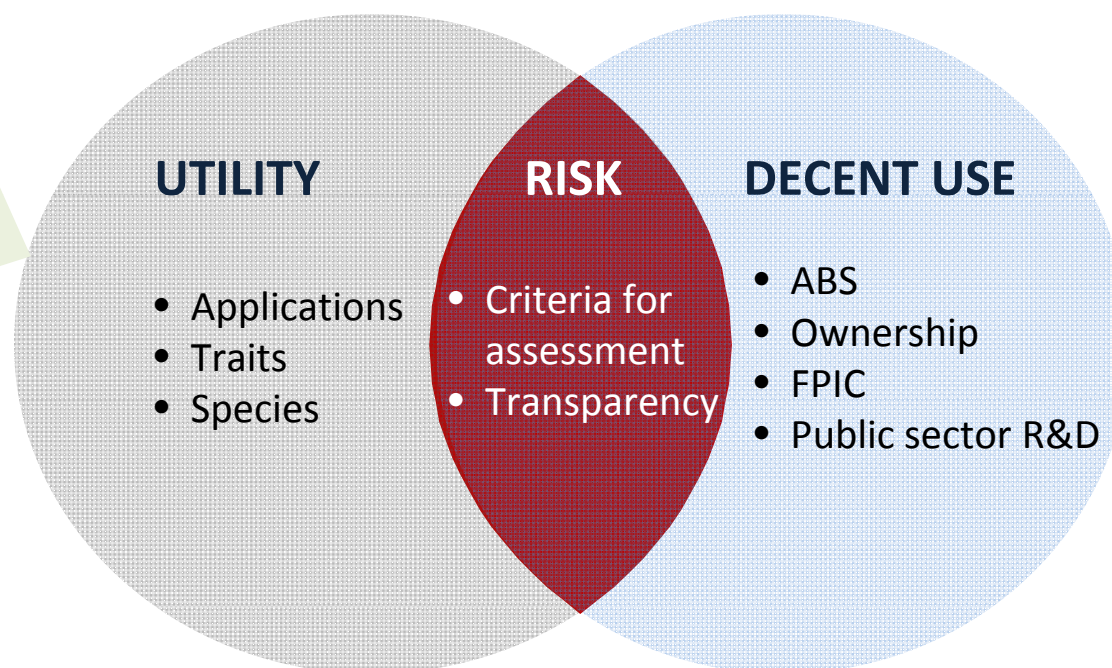 UTILITY
• Applications
• Traits
• Species
RISK
• Criteria for
assessment
• Transparency
DECENT USE
• ABS
• Ownership
• FPIC
• Public sector R&D